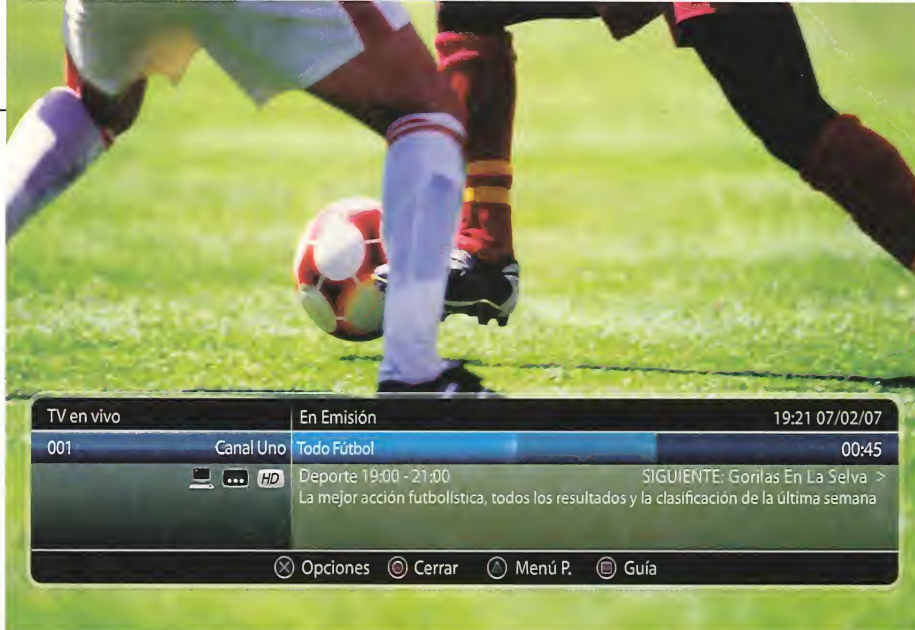 TV en vivo En Emisión 19:21 07/02/07
001 Canal Uno Todo Fútbol 00:45
HD Deporte 19:00 - 21:00 SIGUIENTE: Gorilas En La Selva >
La mejor acción futbolística, todos los resultados y la clasificación de la última semana
Opciones Cerrar Menú P. Guía